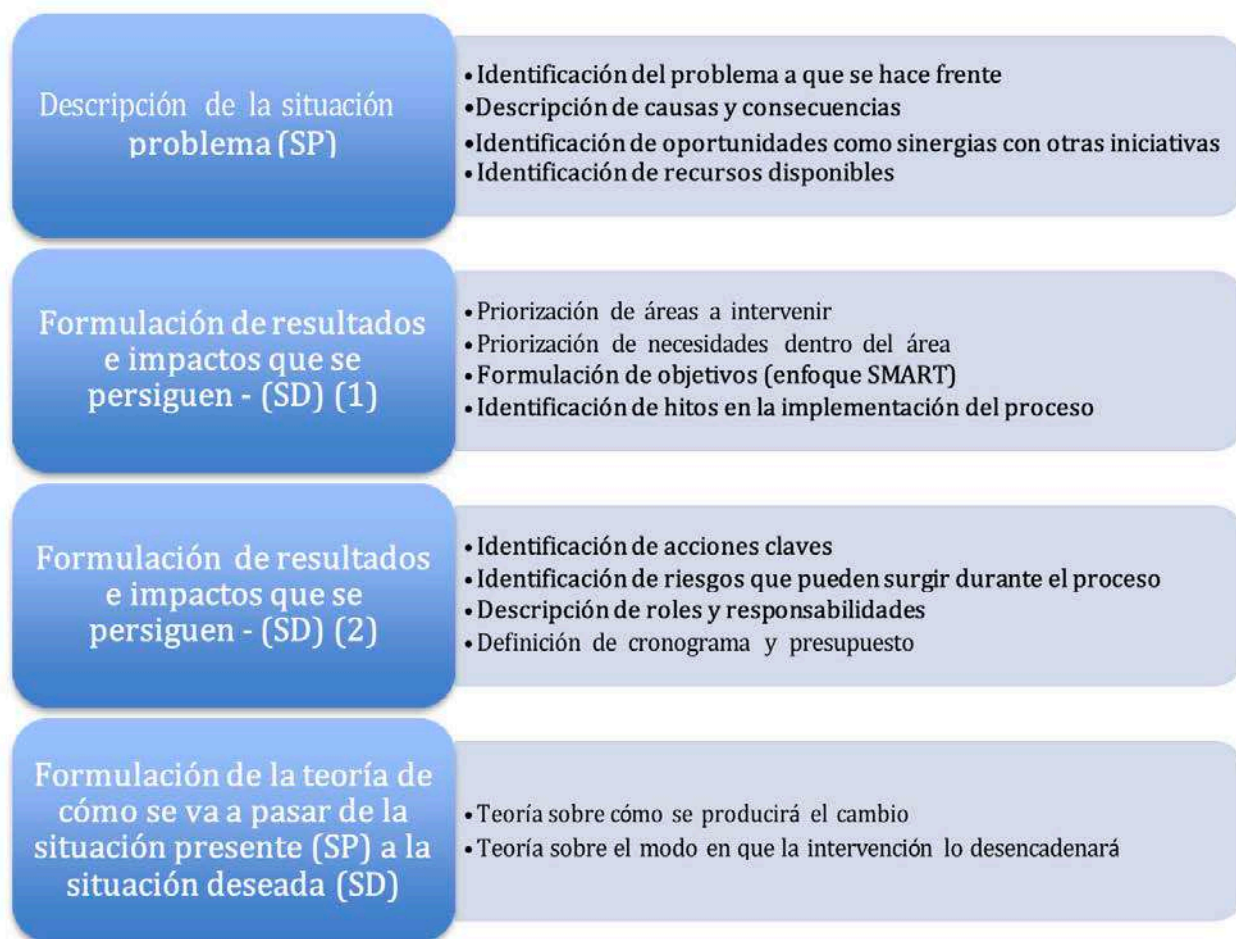 Descripción de la situación
problema (SP)
•Identificación del problema a que se hace frente
•Descripción de causas y consecuencias
•Identificación de oportunidades como sinergias con otras iniciativas
•Identificación de recursos disponibles
Formulación de resultados
e impactos que se
persiguen - (SD) (1)
•Priorización de áreas a intervenir
•Priorización de necesidades dentro del área
•Formulación de objetivos (enfoque SMART)
•Identificación de hitos en la implementación del proceso
Formulación de resultados
e impactos que se
persiguen - (SD) (2)
•Identificación de acciones claves
•Identificación de riesgos que pueden surgir durante el proceso
•Descripción de roles y responsabilidades
•Definición de cronograma y presupuesto
Formulación de la teoría de
cómo se va a pasar de la
situación presente (SP) a la
situación deseada (SD)
•Teoría sobre cómo se producirá el cambio
•Teoría sobre el modo en que la intervención lo desencadenará